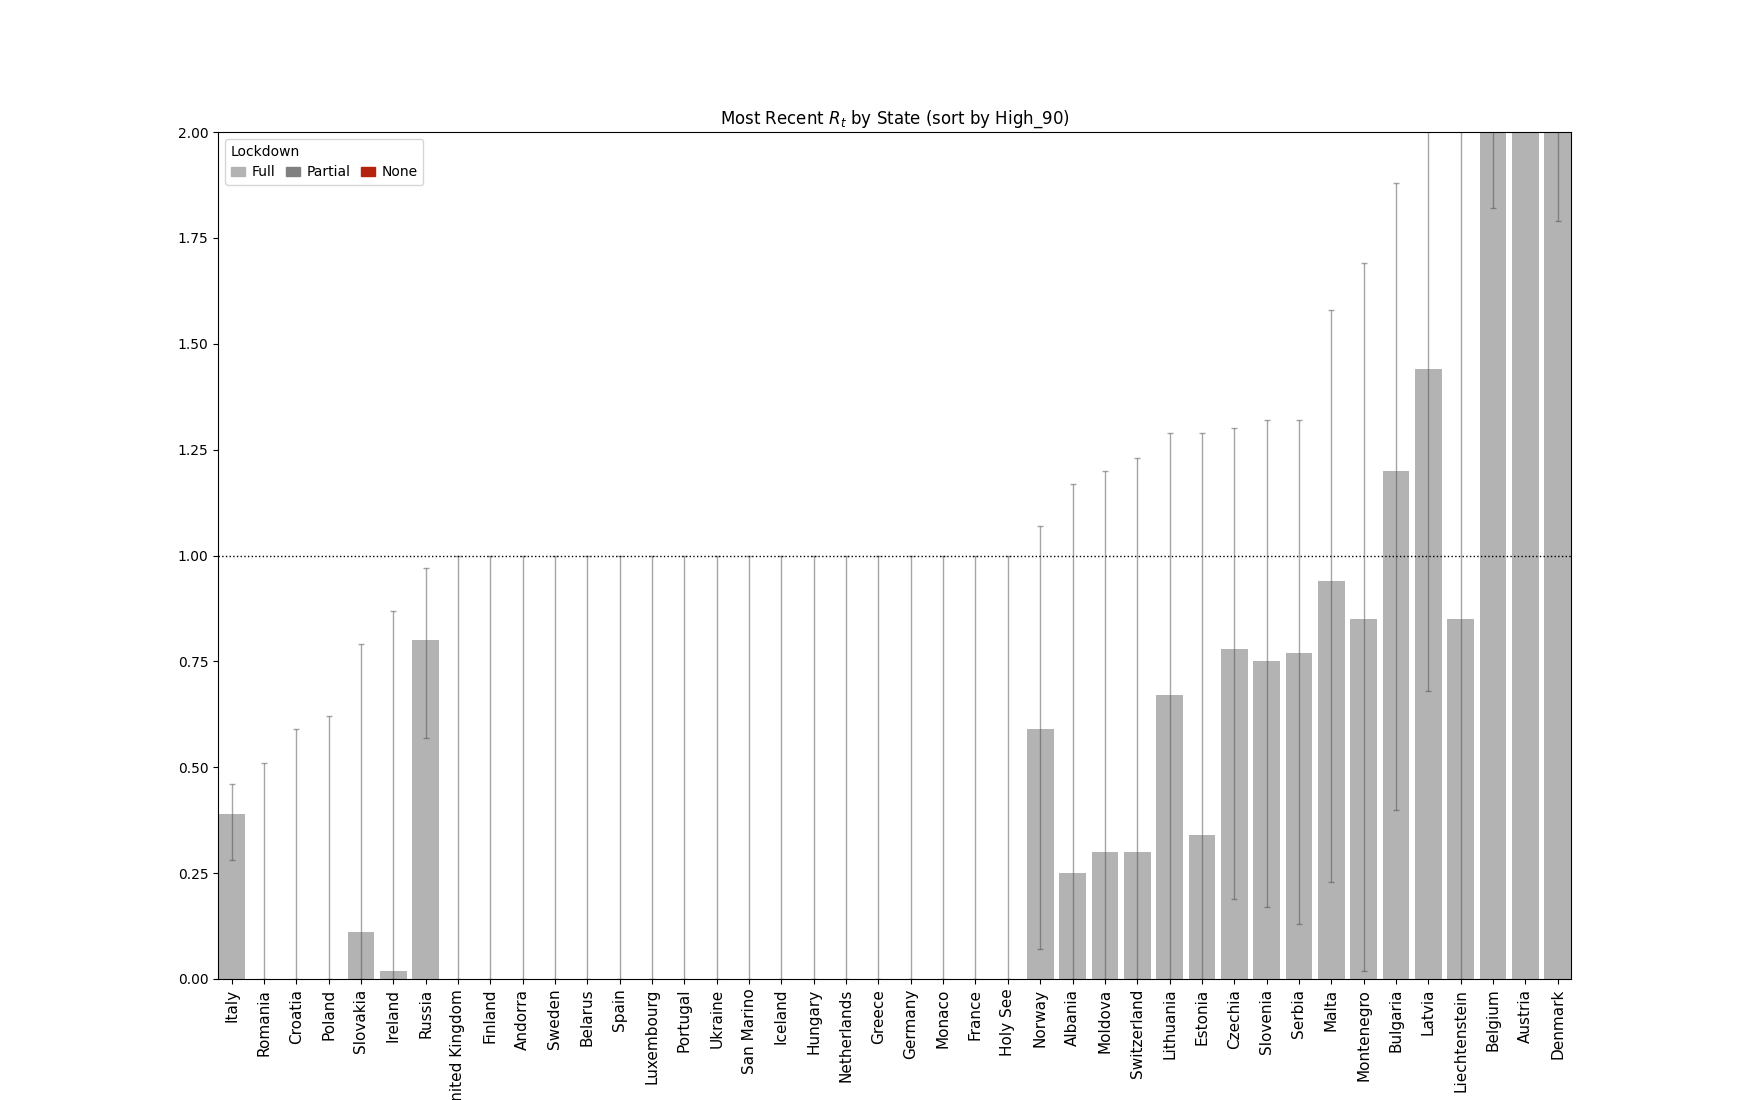 Most Recent R_t by State (sort by High_90)
Lockdown
Full Partial None
2.00
1.75
1.50
1.25
1.00
0.75
0.50
0.25
0.00
Italy
Romania
Croatia
Poland
Slovakia
Ireland
Russia
nited Kingdom
Finland
Andorra
Sweden
Belarus
Spain
Luxembourg
Portugal
Ukraine
San Marino
Iceland
Hungary
Netherlands
Greece
Germany
Monaco
France
Holy See
Norway
Albania
Moldova
Switzerland
Lithuania
Estonia
Czechia
Slovenia
Serbia
Malta
Montenegro
Bulgaria
Latvia
Liechtenstein
Belgium
Austria
Denmark